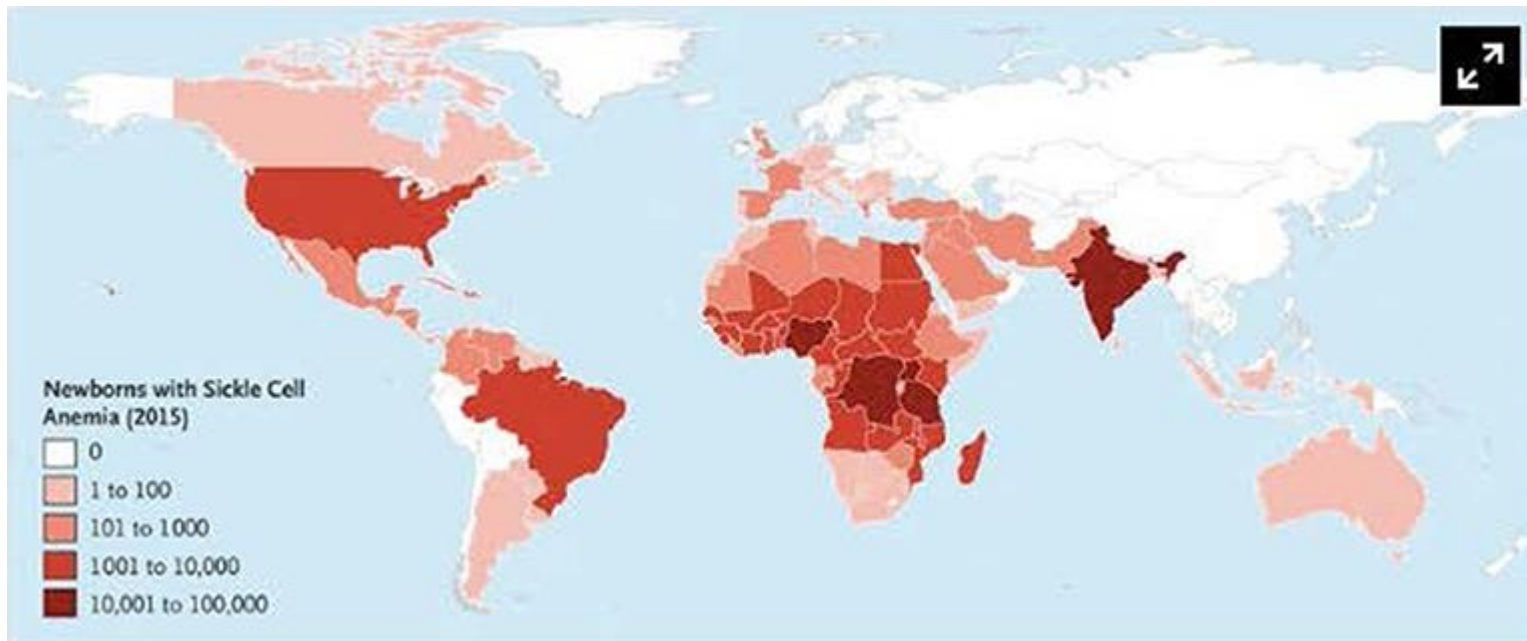 Newborns with Sickle Cell
Anemia (2015)
0
1 to 100
101 to 1000
1001 to 10,000
10,001 to 100,000